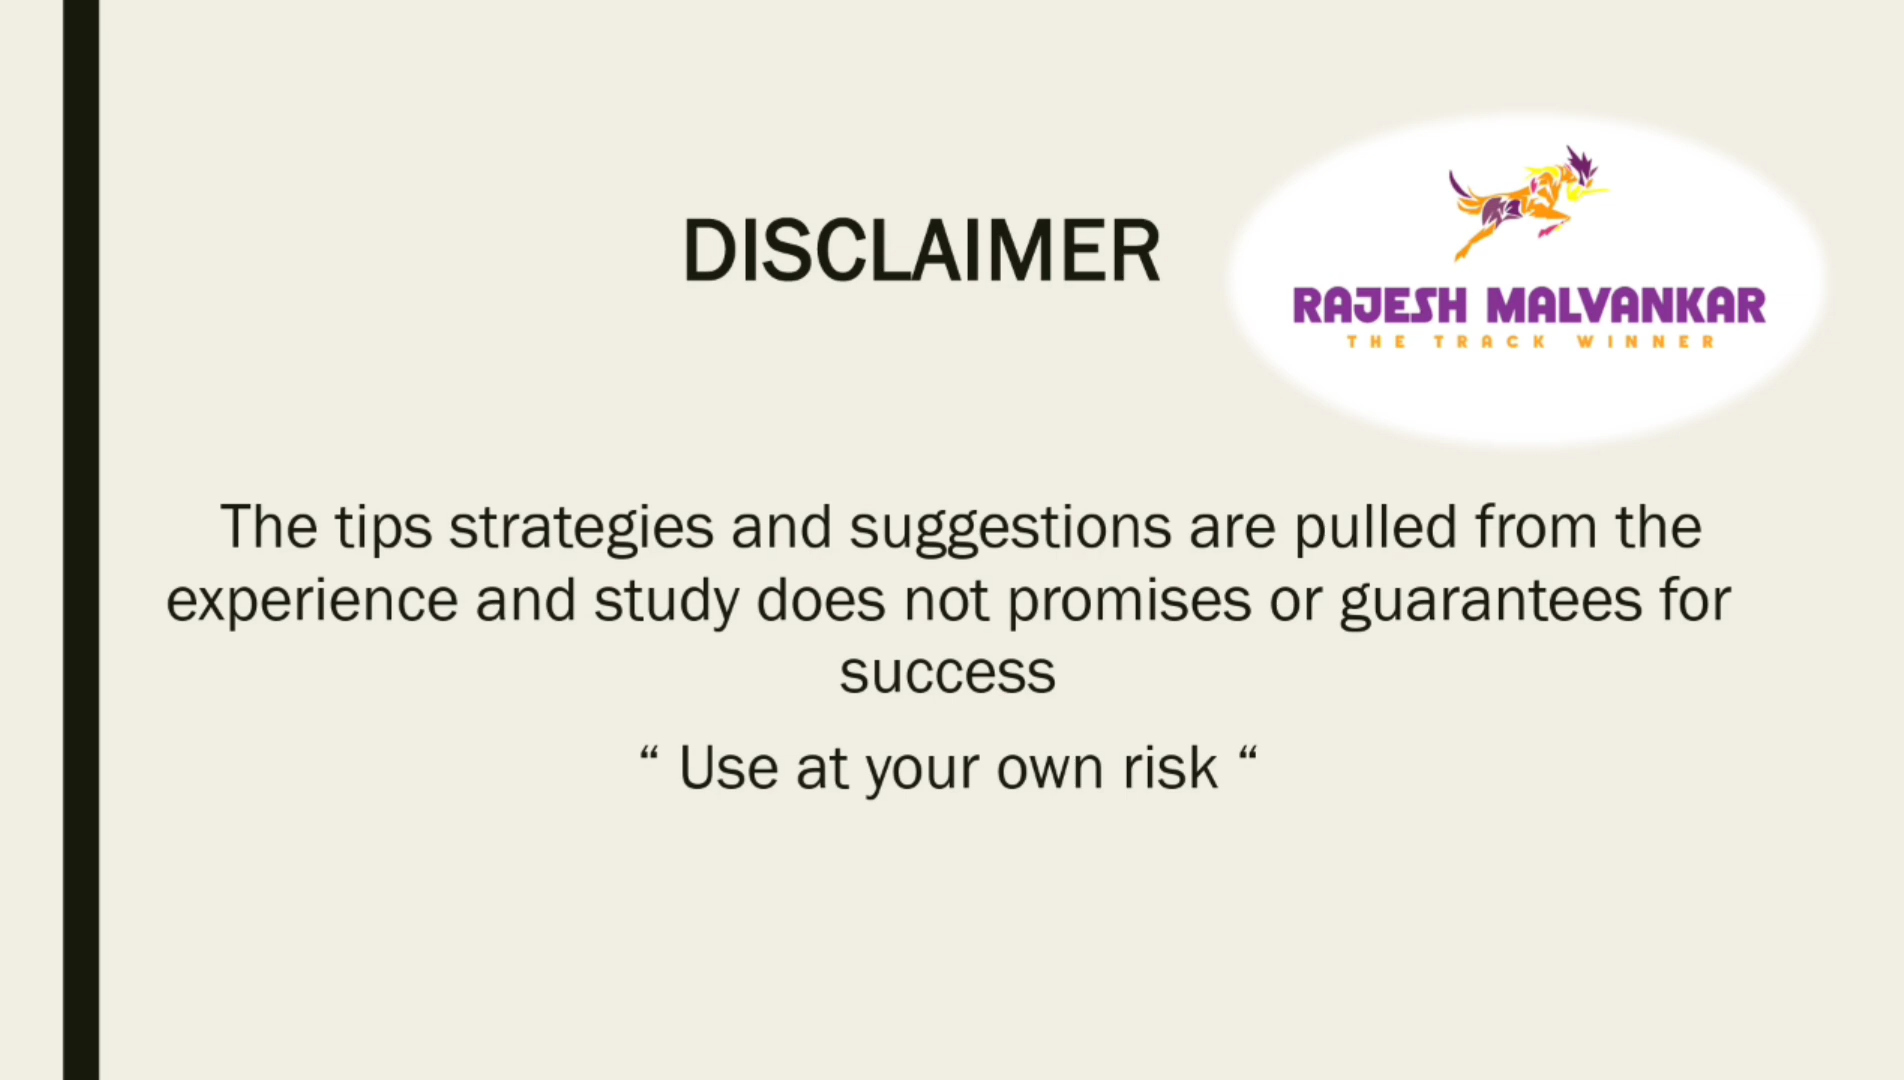 DISCLAIMER
RAJESH MALVANKAR
THE TRACK WINNER
The tips strategies and suggestions are pulled from the
experience and study does not promises or guarantees for
success
“ Use at your own risk “